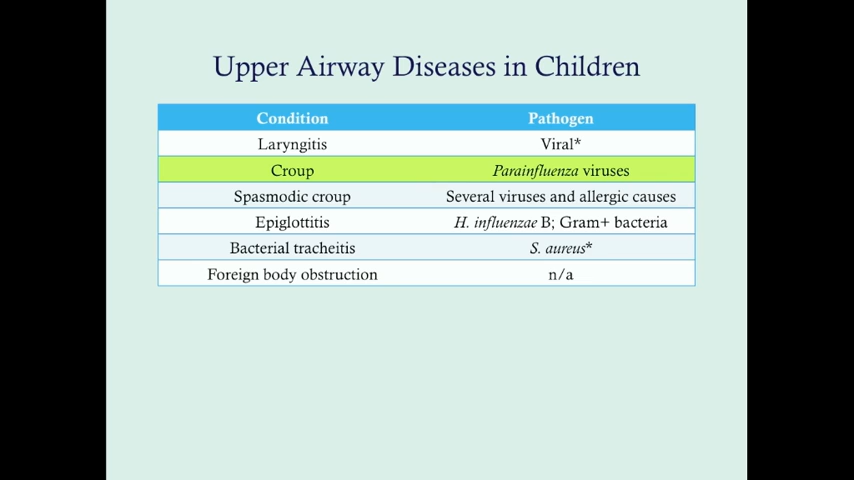 Upper Airway Diseases in Children
Condition Pathogen
Laryngitis Viral*
Croup Parainfluenza viruses
Spasmodic croup Several viruses and allergic causes
Epiglottitis H. influenzae B; Gram+ bacteria
Bacterial tracheitis S. aureus*
Foreign body obstruction n/a